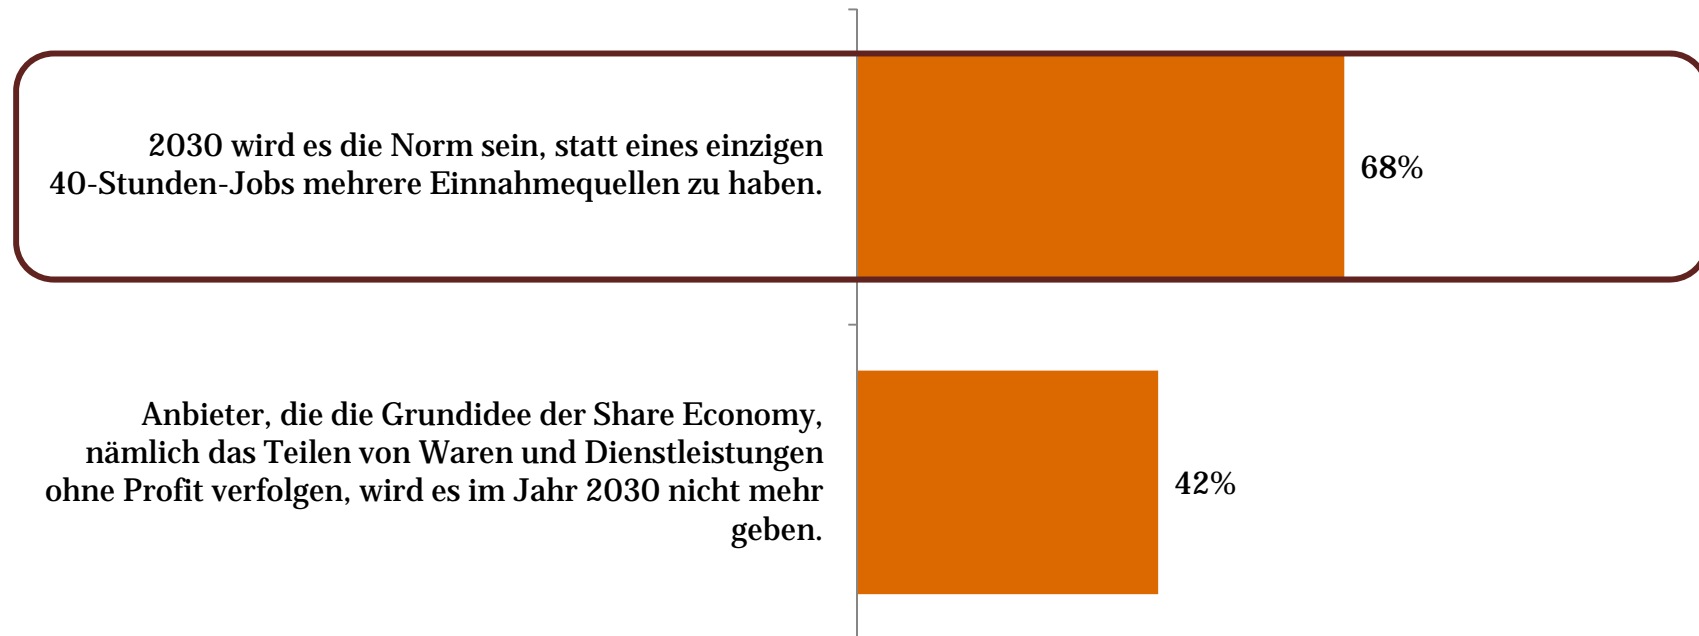 2030 wird es die Norm sein, statt eines einzigen
40-Stunden-Jobs mehrere Einnahmequellen zu haben.
68%
Anbieter, die die Grundidee der Share Economy,
nämlich das Teilen von Waren und Dienstleistungen
ohne Profit verfolgen, wird es im Jahr 2030 nicht mehr
geben.
42%